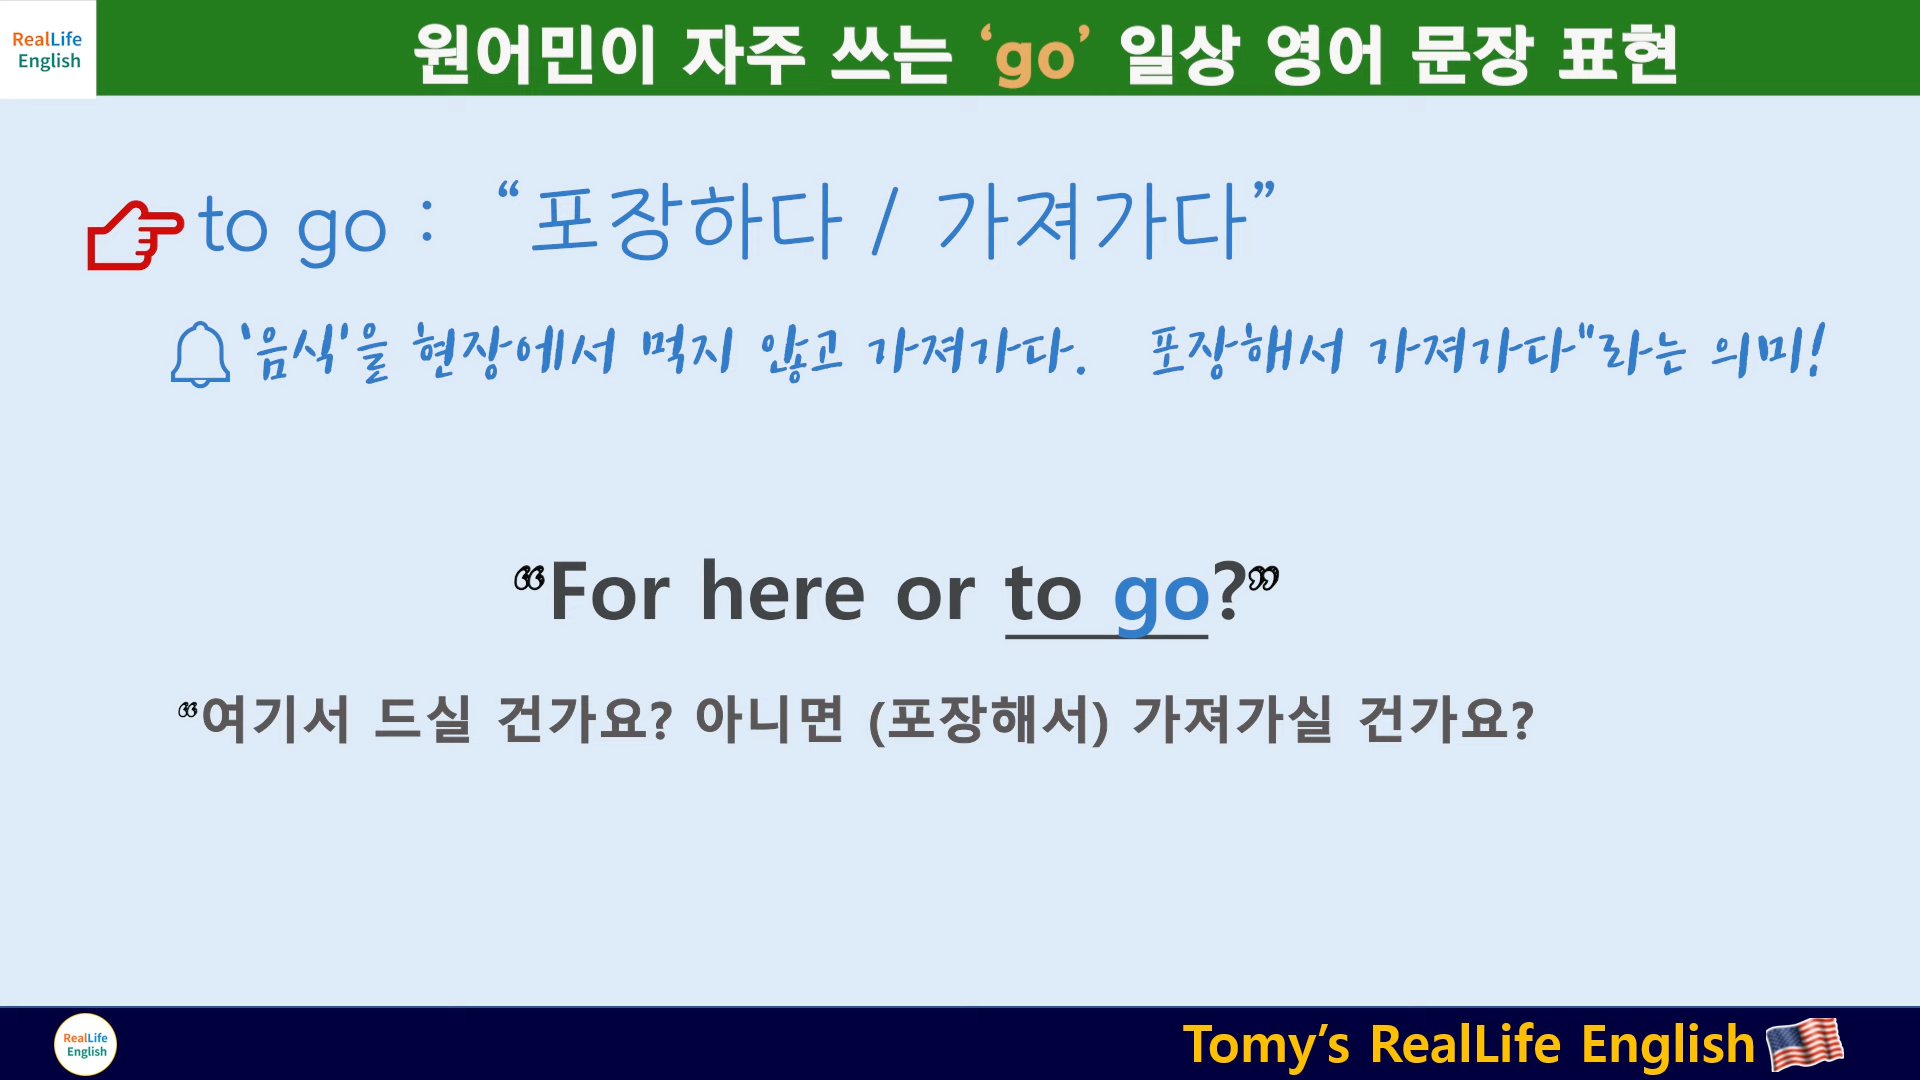 RealLife
English
원어민이 자주 쓰는 ‘go’ 일상 영어 문장 표현
to go : “포장하다 / 가져가다”
'음식'을 현장에서 먹지 않고 가져가다. 포장해서 가져가다"라는 의미!
“For here or to go?”
“여기서 드실 건가요? 아니면 (포장해서) 가져가실 건가요?
RealLife
English
Tomy’s RealLife English